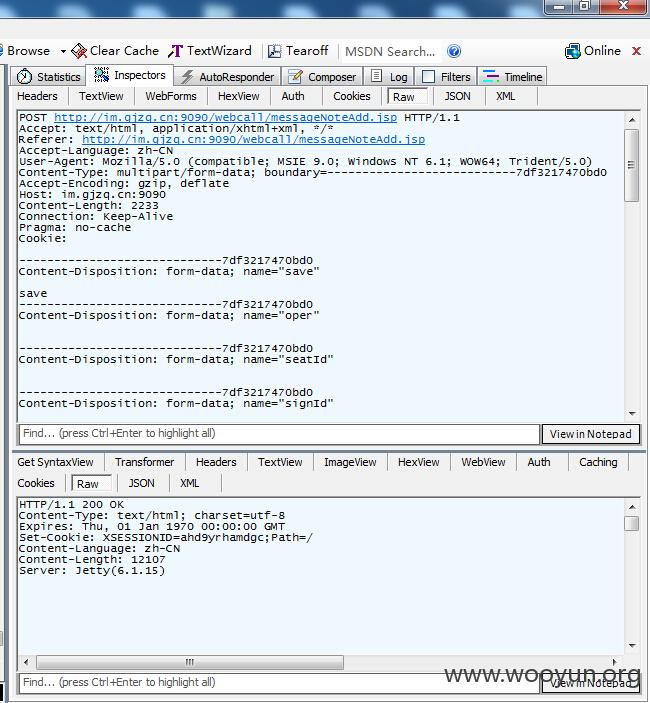 Browse Clear Cache TextWizard Tearoff MSDN Search... Online
Statistics Inspectors AutoResponder Composer Log Filters Timeline
Headers TextView WebForms HexView Auth Cookies Raw JSON XML
POST http://im.gjzq.cn:9090/webcall/messageNoteAdd.jsp HTTP/1.1
Accept: text/html, application/xhtml+xml, */*
Referer: http://im.gjzq.cn:9090/webcall/messageNoteAdd.jsp
Accept-Language: zh-CN
User-Agent: Mozilla/5.0 (compatible; MSIE 9.0; Windows NT 6.1; WOW64; Trident/5.0)
Content-Type: multipart/form-data; boundary=---------------------------7df3217470bd0
Accept-Encoding: gzip, deflate
Host: im.gjzq.cn:9090
Content-Length: 2233
Connection: Keep-Alive
Pragma: no-cache
Cookie:
-----------------------------7df3217470bd0
Content-Disposition: form-data; name="save"
save
-----------------------------7df3217470bd0
Content-Disposition: form-data; name="oper"
-----------------------------7df3217470bd0
Content-Disposition: form-data; name="seatId"
-----------------------------7df3217470bd0
Content-Disposition: form-data; name="signId"
Find... (press Ctrl+Enter to highlight all) View in Notepad
Get SyntaxView Transformer Headers TextView ImageView HexView WebView Auth Caching
Cookies Raw JSON XML
HTTP/1.1 200 OK
Content-Type: text/html; charset=utf-8
Expires: Thu, 01 Jan 1970 00:00:00 GMT
Set-Cookie: XSESSIONID=ahd9yrhamdgc;Path=/
Content-Language: zh-CN
Content-Length: 12107
Server: Jetty(6.1.15)
www.wooyun.org
Find... (press Ctrl+Enter to highlight all) View in Notepad